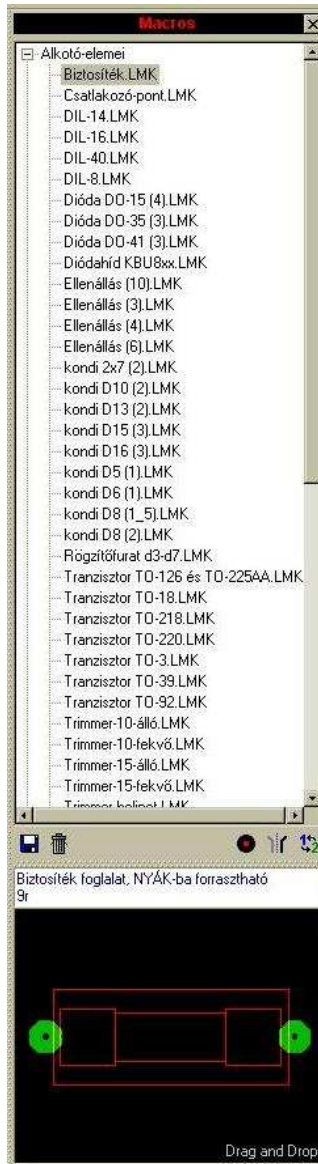 Macros
Alkotó-elemei
Biztosíték.LMK
Csatlakozó-pont.LMK
DIL-14.LMK
DIL-16.LMK
DIL-40.LMK
DIL-8.LMK
Dióda DO-15 (4).LMK
Dióda DO-35 (3).LMK
Dióda DO-41 (3).LMK
Diódahíd KBU8xx.LMK
Ellenállás (10).LMK
Ellenállás (3).LMK
Ellenállás (4).LMK
Ellenállás (6).LMK
kondi 2x7 (2).LMK
kondi D10 (2).LMK
kondi D13 (2).LMK
kondi D15 (3).LMK
kondi D16 (3).LMK
kondi D5 (1).LMK
kondi D6 (1).LMK
kondi D8 (1_5).LMK
kondi D8 (2).LMK
Rögzítőfurat d3-d7.LMK
Tranzisztor TO-126 és TO-225AA.LMK
Tranzisztor TO-18.LMK
Tranzisztor TO-218.LMK
Tranzisztor TO-220.LMK
Tranzisztor TO-3.LMK
Tranzisztor TO-39.LMK
Tranzisztor TO-92.LMK
Trimmer-10-álló.LMK
Trimmer-10-fekvő.LMK
Trimmer-15-álló.LMK
Trimmer-15-fekvő.LMK
Biztosíték foglalat, NYÁK-ba forrasztható
9r
Drag and Drop